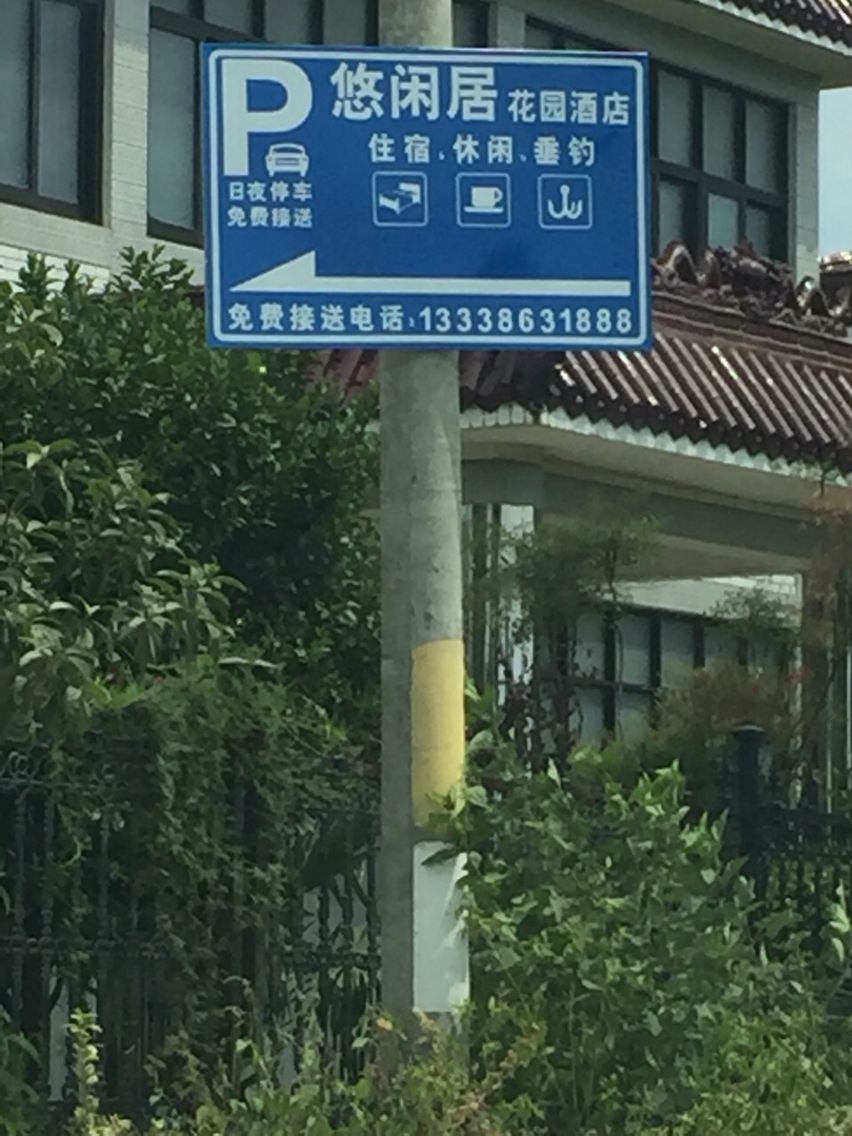 P 悠闲居 花园酒店
住宿、休闲、垂钓
日夜停车
免费接送
免费接送电话:13338631888